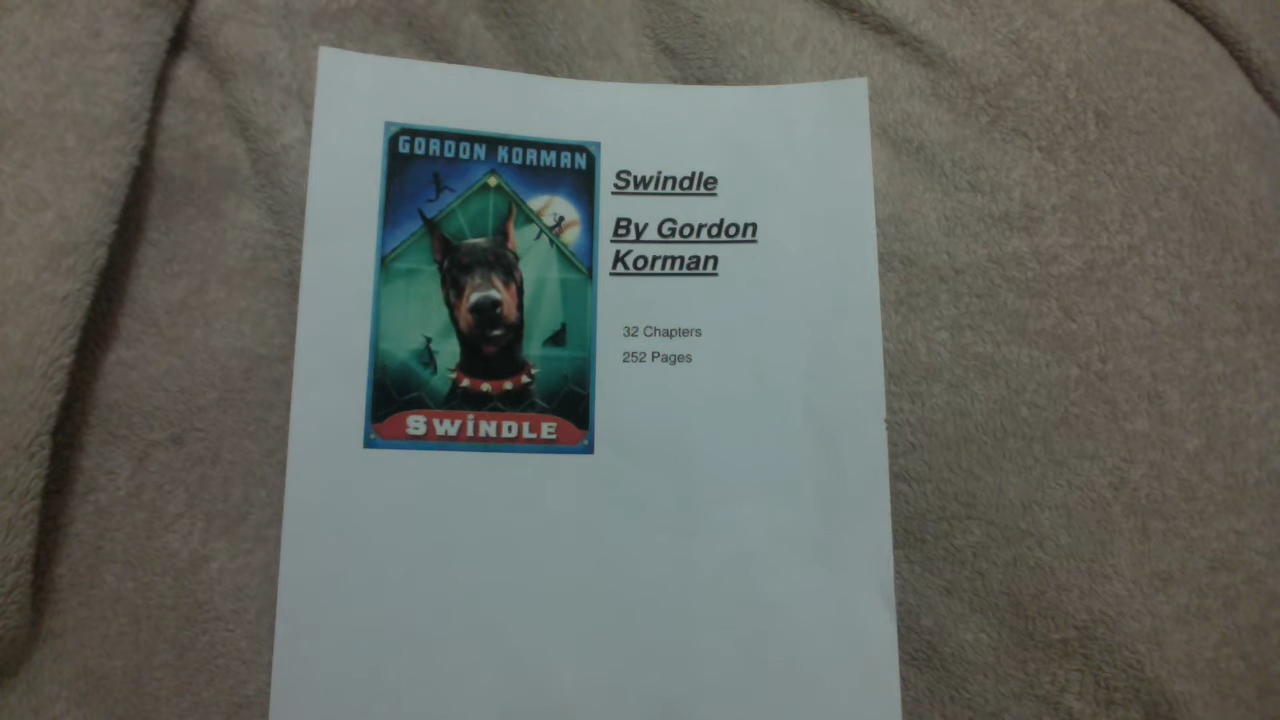 GORDON KORMAN
SWiNDLE
Swindle
By Gordon
Korman
32 Chapters
252 Pages